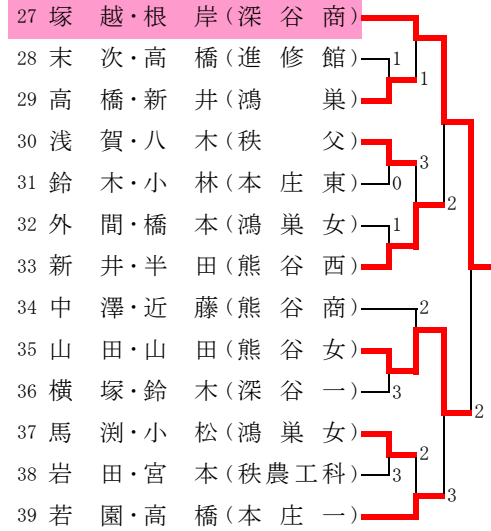 27 塚越・根岸(深谷商)
28 末次・高橋(進修館) 1
1
29 高橋・新井(鴻巣)
30 浅賀・八木(秩父)
3
31 鈴木・小林(本庄東) 0
2
32 外間・橋本(鴻巣女) 1
33 新井・半田(熊谷西)
34 中澤・近藤(熊谷商) 2
35 山田・山田(熊谷女)
36 横塚・鈴木(深谷一) 3
2
37 馬渕・小松(鴻巣女)
2
38 岩田・宮本(秩農工科) 3
3
39 若園・高橋(本庄一)